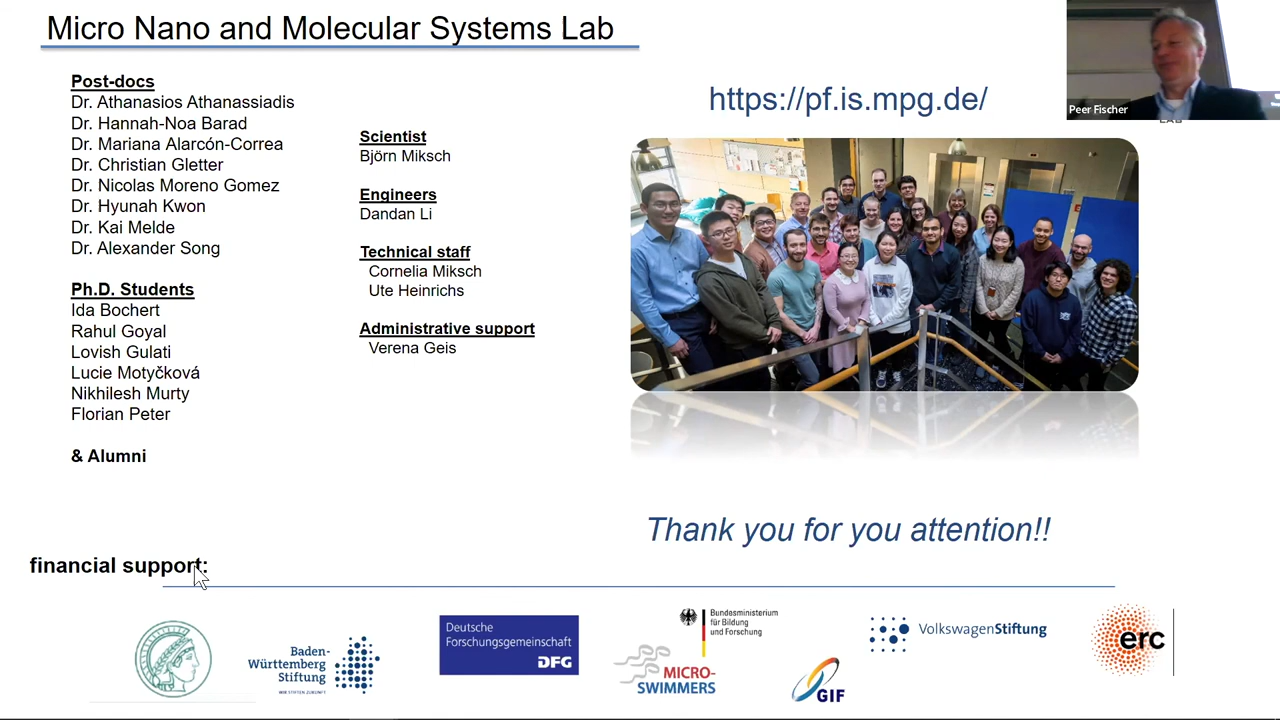 Micro Nano and Molecular Systems Lab
Post-docs
Dr. Athanasios Athanassiadis
Dr. Hannah-Noa Barad
Dr. Mariana Alarcón-Correa
Dr. Christian Gletter
Dr. Nicolas Moreno Gomez
Dr. Hyunah Kwon
Dr. Kai Melde
Dr. Alexander Song
Ph.D. Students
Ida Bochert
Rahul Goyal
Lovish Gulati
Lucie Motyčková
Nikhilesh Murty
Florian Peter
& Alumni
Scientist
Björn Miksch
Engineers
Dandan Li
Technical staff
Cornelia Miksch
Ute Heinrichs
Administrative support
Verena Geis
https://pf.is.mpg.de/
Peer Fischer
Thank you for you attention!!
financial support:
Baden-
Württemberg
Stiftung
WIR STIFTEN ZUKUNFT
Deutsche
Forschungsgemeinschaft
DFG
Bundesministerium
für Bildung
und Forschung
MICRO-
SWIMMERS
GIF
VolkswagenStiftung
erc